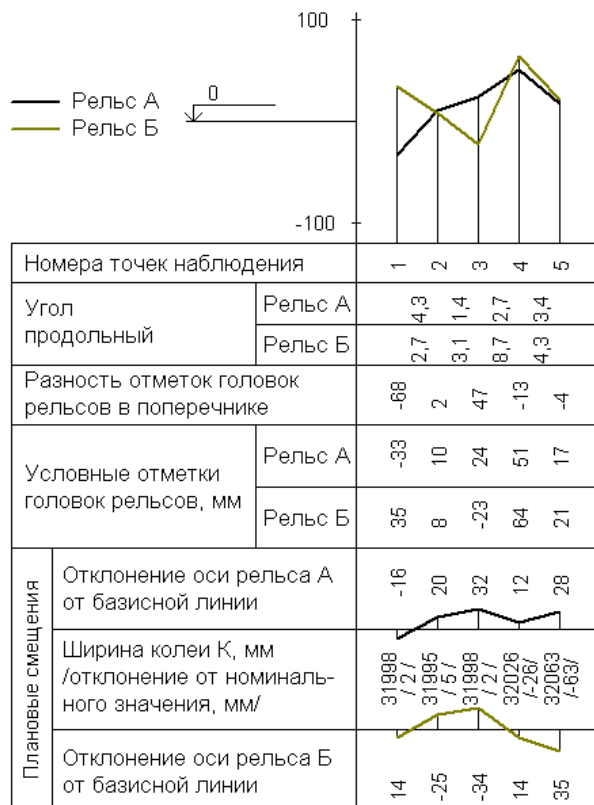 100
0
Рельс А
Рельс Б
-100
Номера точек наблюдения 1 2 3 4 5
Угол
продольный
Рельс А 4,3 1,4 2,7 3,4
Рельс Б 2,7 3,1 8,7 4,3
Разность отметок головок
рельсов в поперечнике
-68 2 47 -13 -4
Условные отметки
головок рельсов, мм
Рельс А -33 10 24 51 17
Рельс Б 35 8 -23 64 21
Плановые смещения
Отклонение оси рельса А
от базисной линии
-16 20 32 12 28
Ширина колеи К, мм
/отклонение от номиналь-
ного значения, мм/
31998
/ 2 /
31995
/ 5 /
31998
/ 2 /
32026
/-26/
32063
/-63/
Отклонение оси рельса Б
от базисной линии
14 -25 -34 14 35